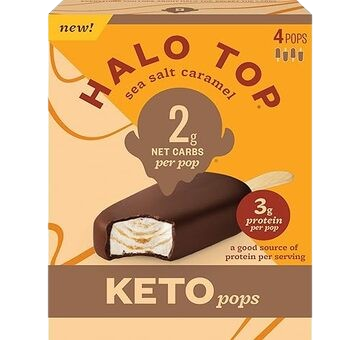 new!
HALO TOP
4 POPS
sea salt caramel
2g
NET CARBS
per pop
3g
protein
per pop
a good source of
protein per serving
KETO pops